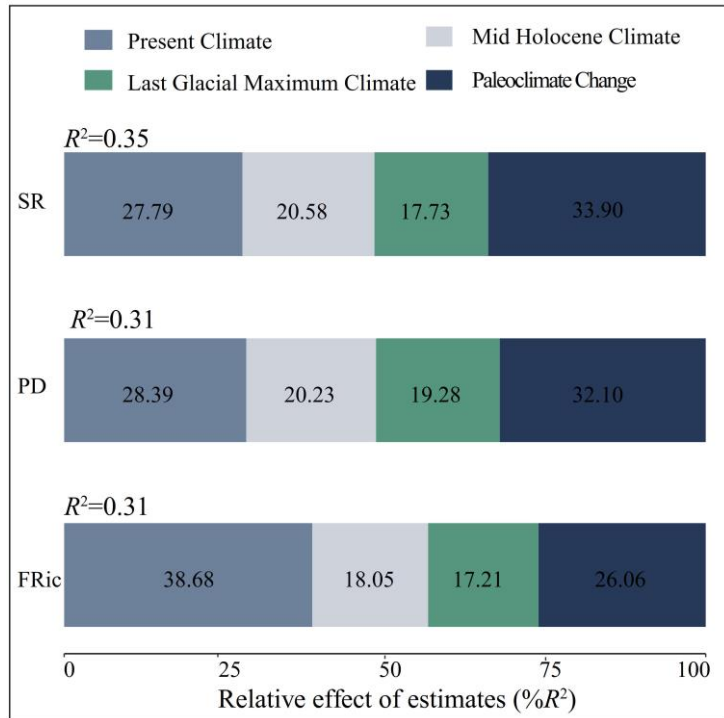 Present Climate
Mid Holocene Climate
Last Glacial Maximum Climate
Paleoclimate Change
R²=0.35
SR
27.79 20.58 17.73 33.90
R²=0.31
PD
28.39 20.23 19.28 32.10
R²=0.31
FRic
38.68 18.05 17.21 26.06
0 25 50 75 100
Relative effect of estimates (%R²)